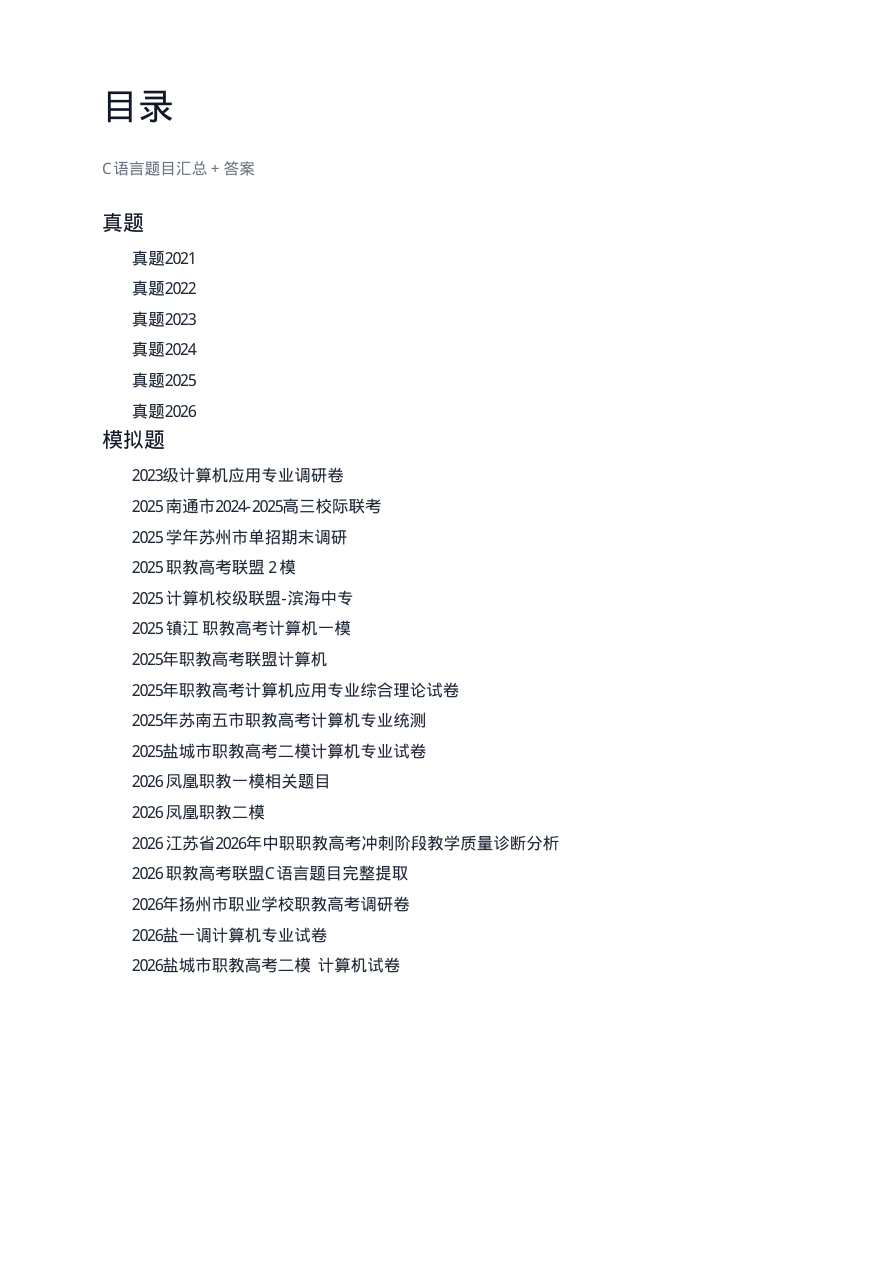 目录
C语言题目汇总 + 答案
真题
真题2021
真题2022
真题2023
真题2024
真题2025
真题2026
模拟题
2023级计算机应用专业调研卷
2025 南通市2024-2025高三校际联考
2025 学年苏州市单招期末调研
2025 职教高考联盟 2 模
2025 计算机校级联盟-滨海中专
2025 镇江 职教高考计算机一模
2025年职教高考联盟计算机
2025年职教高考计算机应用专业综合理论试卷
2025年苏南五市职教高考计算机专业统测
2025盐城市职教高考二模计算机专业试卷
2026 凤凰职教一模相关题目
2026 凤凰职教二模
2026 江苏省2026年中职职教高考冲刺阶段教学质量诊断分析
2026 职教高考联盟C语言题目完整提取
2026年扬州市职业学校职教高考调研卷
2026盐一调计算机专业试卷
2026盐城市职教高考二模 计算机试卷